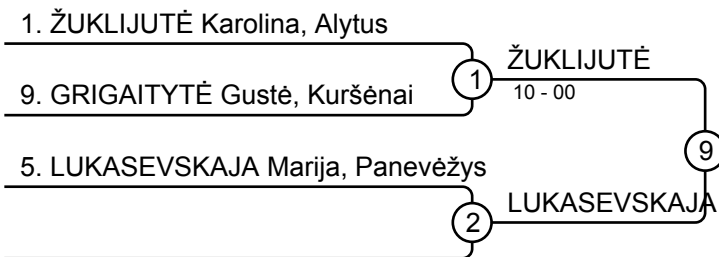 1. ŽUKLIJUTĖ Karolina, Alytus
ŽUKLIJUTĖ
1
10 - 00
9. GRIGAITYTĖ Gustė, Kuršėnai
9
5. LUKASEVSKAJA Marija, Panevėžys
LUKASEVSKAJA
2